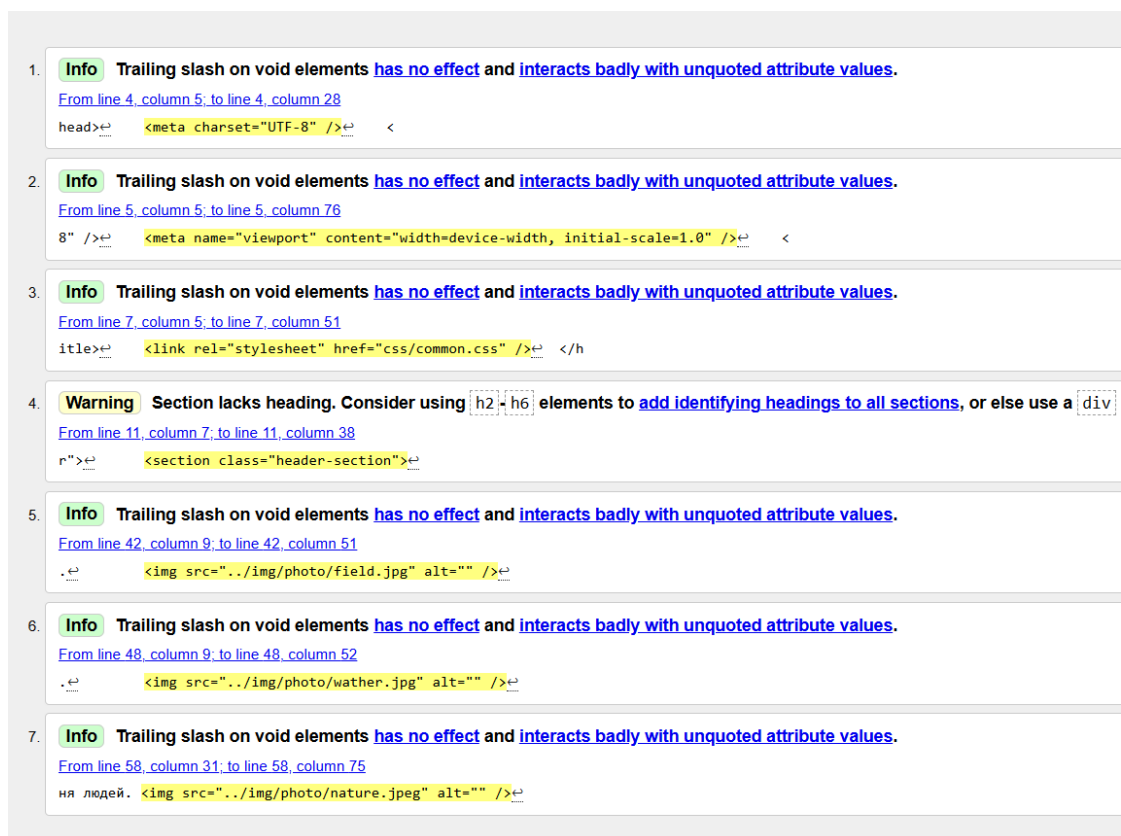 1. Info Trailing slash on void elements has no effect and interacts badly with unquoted attribute values.
From line 4, column 5; to line 4, column 28
head>↩    <meta charset="UTF-8" />↩    <
2. Info Trailing slash on void elements has no effect and interacts badly with unquoted attribute values.
From line 5, column 5; to line 5, column 76
8" />↩    <meta name="viewport" content="width=device-width, initial-scale=1.0" />↩    <
3. Info Trailing slash on void elements has no effect and interacts badly with unquoted attribute values.
From line 7, column 5; to line 7, column 51
itle>↩    <link rel="stylesheet" href="css/common.css" />↩  </h
4. Warning Section lacks heading. Consider using h2-h6 elements to add identifying headings to all sections, or else use a div
From line 11, column 7; to line 11, column 38
r">↩      <section class="header-section">↩
5. Info Trailing slash on void elements has no effect and interacts badly with unquoted attribute values.
From line 42, column 9; to line 42, column 51
.↩        <img src="../img/photo/field.jpg" alt="" />↩
6. Info Trailing slash on void elements has no effect and interacts badly with unquoted attribute values.
From line 48, column 9; to line 48, column 52
.↩        <img src="../img/photo/wather.jpg" alt="" />↩
7. Info Trailing slash on void elements has no effect and interacts badly with unquoted attribute values.
From line 58, column 31; to line 58, column 75
ня людей. <img src="../img/photo/nature.jpeg" alt="" />↩